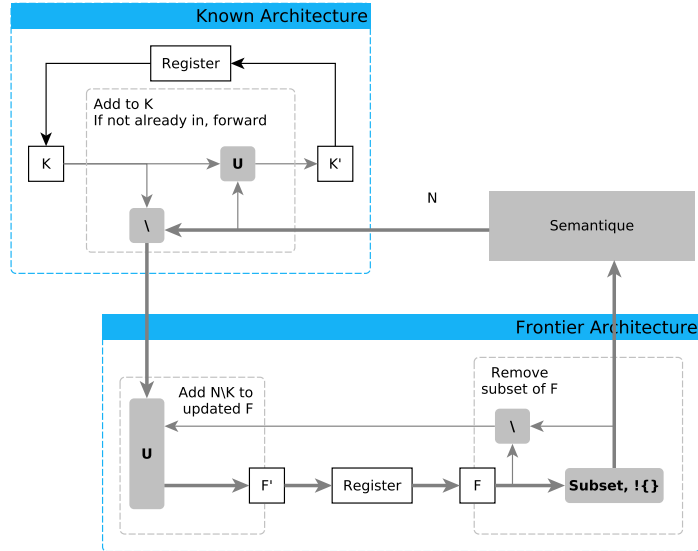 Known Architecture
Register
Add to K
If not already in, forward
K
U
K'
\
N
Semantique
Frontier Architecture
Remove
subset of F
Add N\K to
updated F
\
U
F'
Register
F
Subset, !{}